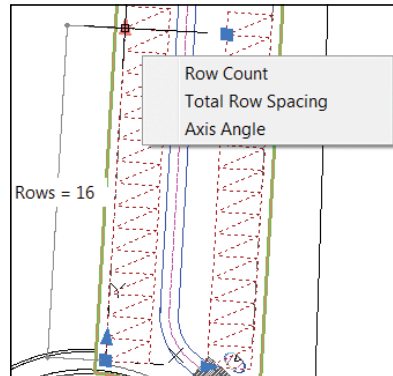 Row Count
Total Row Spacing
Axis Angle
Rows = 16